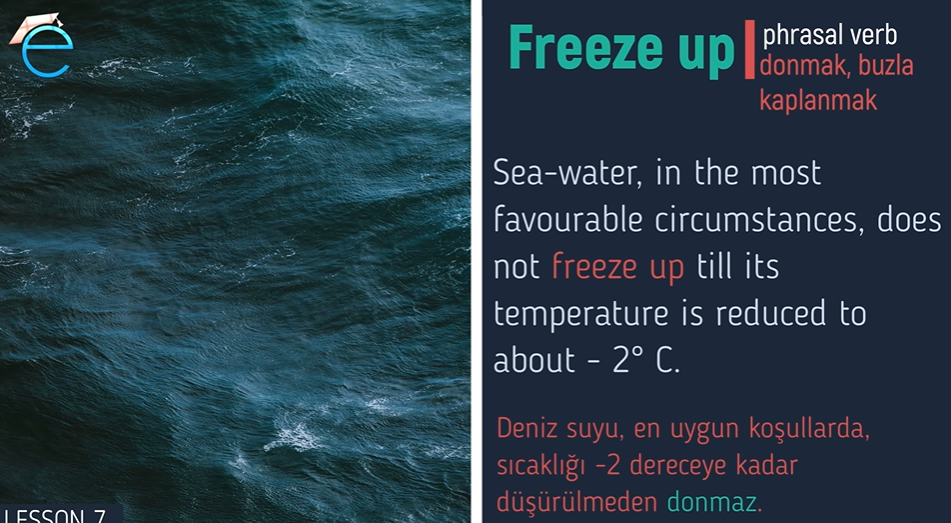 e
Freeze up
phrasal verb
donmak, buzla
kaplanmak
Sea-water, in the most
favourable circumstances, does
not freeze up till its
temperature is reduced to
about - 2° C.
Deniz suyu, en uygun koşullarda,
sıcaklığı -2 dereceye kadar
düşürülmeden donmaz.
LESSON 7